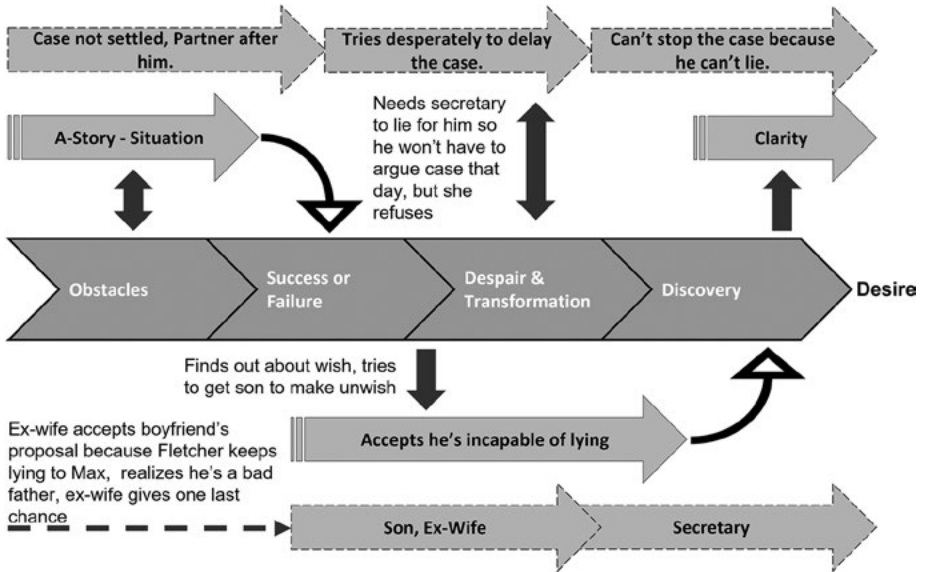 Case not settled, Partner after
him.
Tries desperately to delay
the case.
Can't stop the case because
he can't lie.
A-Story - Situation
Needs secretary
to lie for him so
he won't have to
argue case that
day, but she
refuses
Clarity
Obstacles
Success or
Failure
Despair &
Transformation
Discovery
Desire
Finds out about wish, tries
to get son to make unwish
Ex-wife accepts boyfriend's
proposal because Fletcher keeps
lying to Max, realizes he's a bad
father, ex-wife gives one last
chance
Accepts he's incapable of lying
Son, Ex-Wife
Secretary